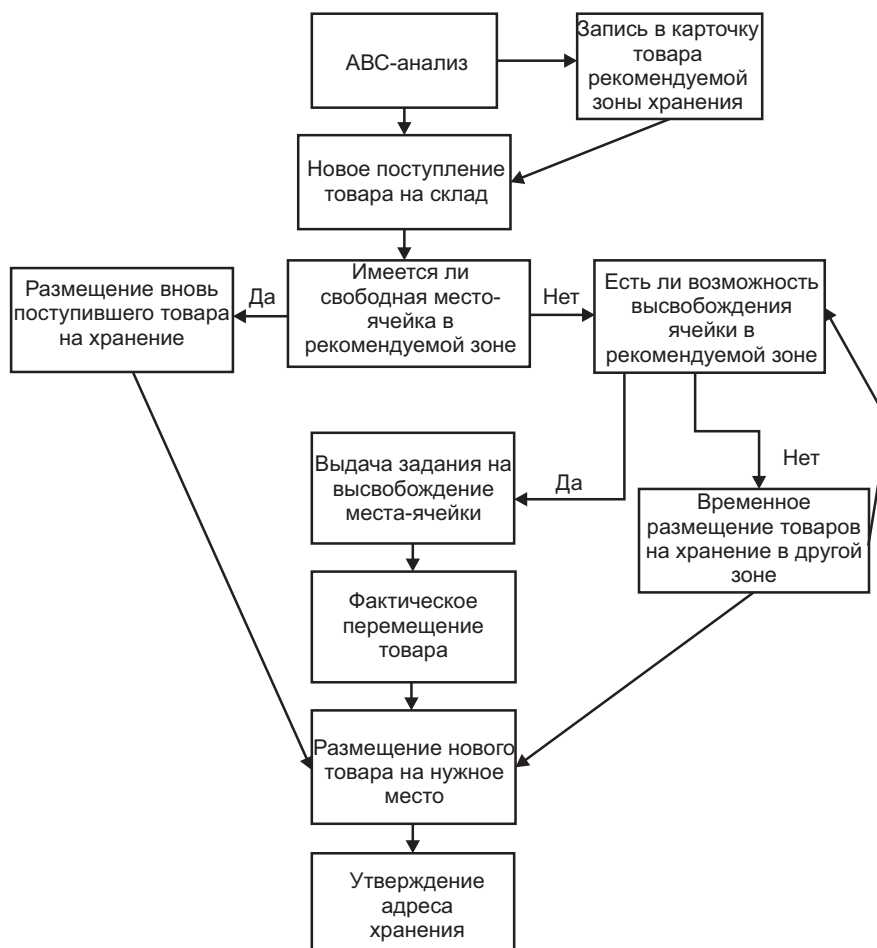 ABC-анализ
Запись в карточку
товара
рекомендуемой
зоны хранения
Новое поступление
товара на склад
Размещение вновь
поступившего товара
на хранение
Да
Имеется ли
свободная место-
ячейка в
рекомендуемой зоне
Нет
Есть ли возможность
высвобождения
ячейки в
рекомендуемой зоне
Выдача задания на
высвобождение
места-ячейки
Да
Нет
Временное
размещение товаров
на хранение в другой
зоне
Фактическое
перемещение
товара
Размещение нового
товара на нужное
место
Утверждение
адреса
хранения